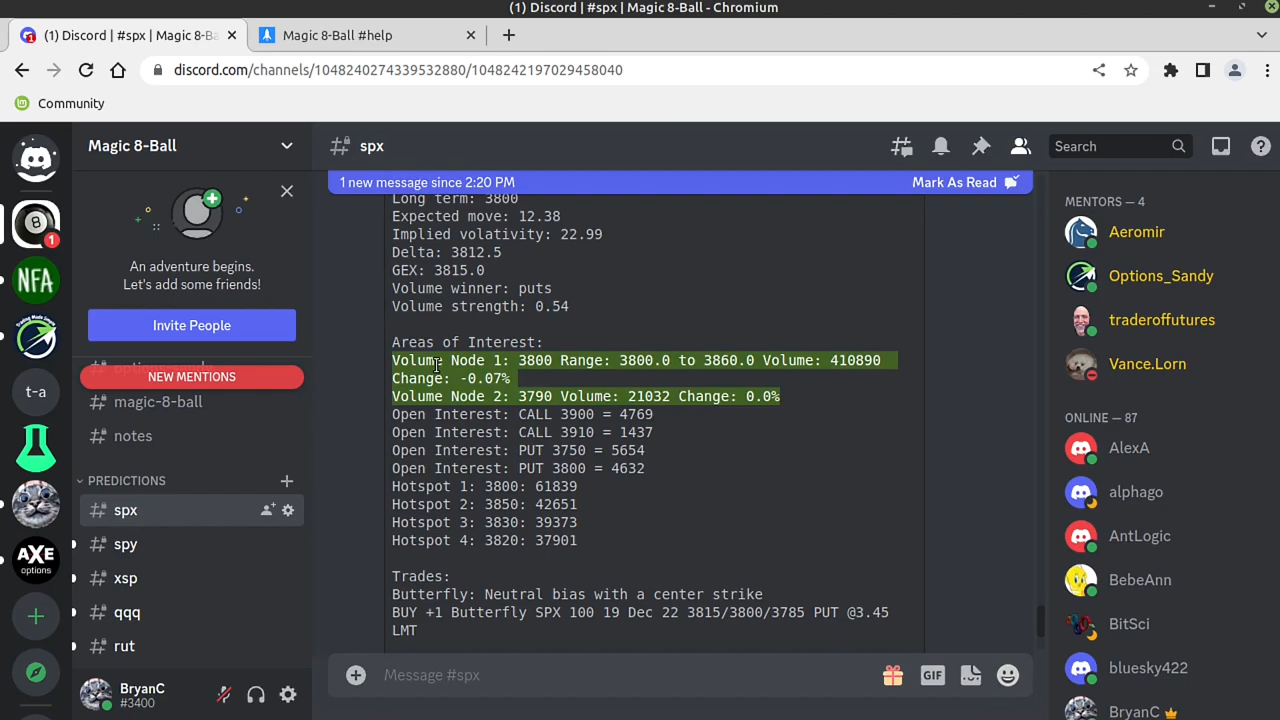 (1) Discord | #spx | Magic 8-Ball - Chromium
(1) Discord | #spx | Magic 8-Ba
Magic 8-Ball #help
discord.com/channels/1048240274339532880/1048242197029458040
Community
Magic 8-Ball
spx
Search
1 new message since 2:20 PM
Mark As Read
An adventure begins.
Let's add some friends!
Invite People
NEW MENTIONS
magic-8-ball
notes
PREDICTIONS
spx
spy
xsp
qqq
rut
BryanC
#3400
8
1
NFA
t-a
AXE
options
Long term: 3800
Expected move: 12.38
Implied volativity: 22.99
Delta: 3812.5
GEX: 3815.0
Volume winner: puts
Volume strength: 0.54
Areas of Interest:
Volume Node 1: 3800 Range: 3800.0 to 3860.0 Volume: 410890
Change: -0.07%
Volume Node 2: 3790 Volume: 21032 Change: 0.0%
Open Interest: CALL 3900 = 4769
Open Interest: CALL 3910 = 1437
Open Interest: PUT 3750 = 5654
Open Interest: PUT 3800 = 4632
Hotspot 1: 3800: 61839
Hotspot 2: 3850: 42651
Hotspot 3: 3830: 39373
Hotspot 4: 3820: 37901
Trades:
Butterfly: Neutral bias with a center strike
BUY +1 Butterfly SPX 100 19 Dec 22 3815/3800/3785 PUT @3.45
LMT
Message #spx
GIF
MENTORS — 4
Aeromir
Options_Sandy
traderoffutures
Vance.Lorn
ONLINE — 87
AlexA
alphago
AntLogic
BebeAnn
BitSci
bluesky422
BryanC